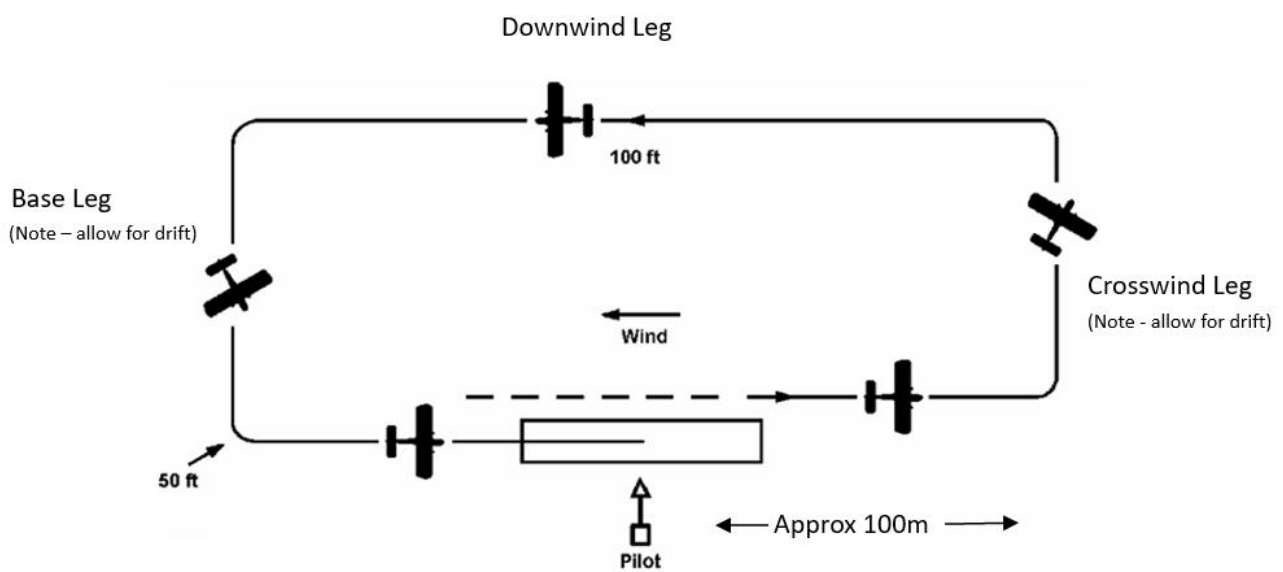 Downwind Leg
100 ft
Base Leg
(Note – allow for drift)
Crosswind Leg
(Note - allow for drift)
Wind
50 ft
Approx 100m
Pilot